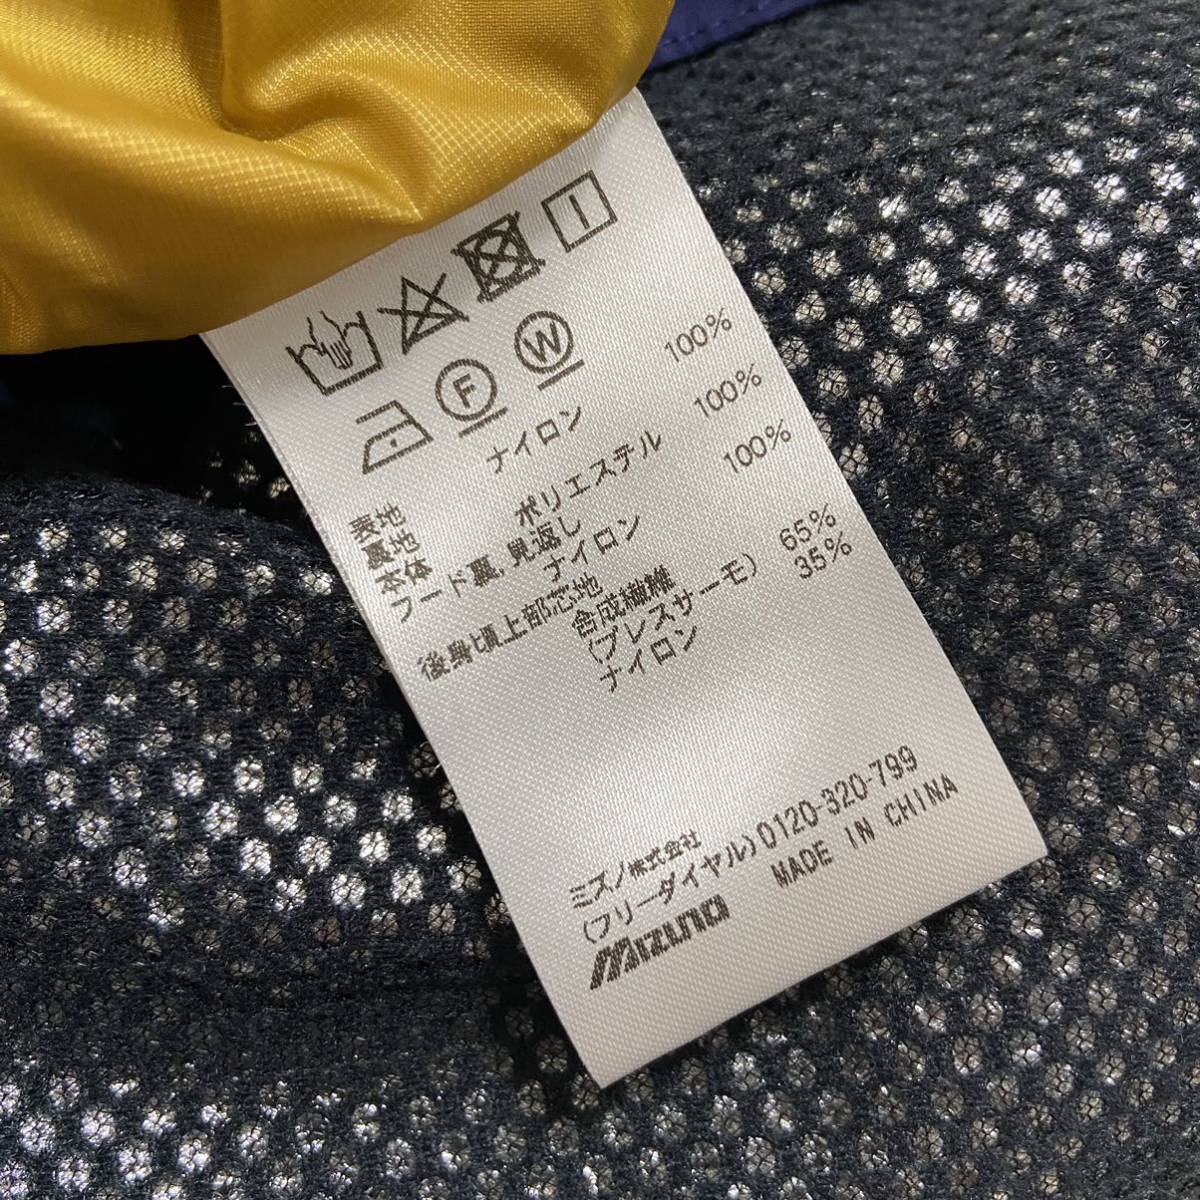 F W
表地 ナイロン 100%
裏地
本体 ポリエステル 100%
フード裏,見返し
ナイロン 100%
後身頃上部芯地
合成繊維 65%
(ブレスサーモ)
ナイロン 35%
ミズノ株式会社
(フリーダイヤル)0120-320-799
MIZUNO MADE IN CHINA